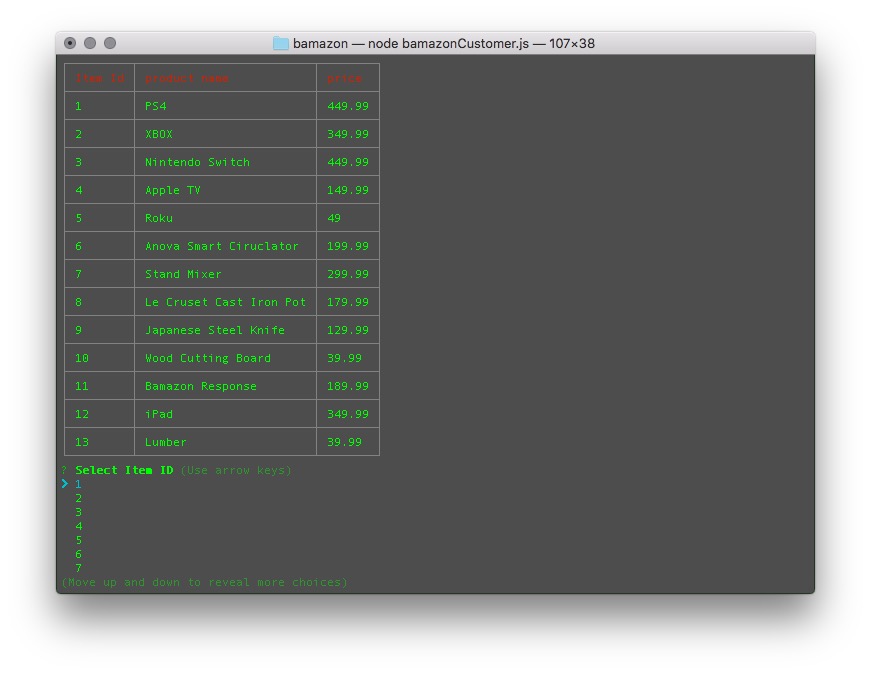 bamazon — node bamazonCustomer.js — 107×38
Item Id product name price
1 PS4 449.99
2 XBOX 349.99
3 Nintendo Switch 449.99
4 Apple TV 149.99
5 Roku 49
6 Anova Smart Ciruclator 199.99
7 Stand Mixer 299.99
8 Le Cruset Cast Iron Pot 179.99
9 Japanese Steel Knife 129.99
10 Wood Cutting Board 39.99
11 Bamazon Response 189.99
12 iPad 349.99
13 Lumber 39.99
? Select Item ID (Use arrow keys)
❯ 1
2
3
4
5
6
7
(Move up and down to reveal more choices)